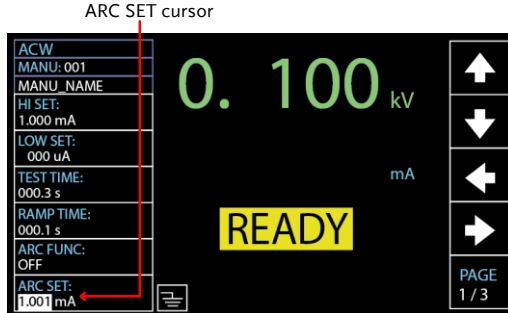 ARC SET cursor
ACW
MANU: 001
MANU_NAME
HI SET:
1.000 mA
LOW SET:
000 uA
TEST TIME:
000.3 s
RAMP TIME:
000.1 s
ARC FUNC:
OFF
ARC SET:
1.001 mA
0. 100 kV
mA
READY
PAGE
1 / 3